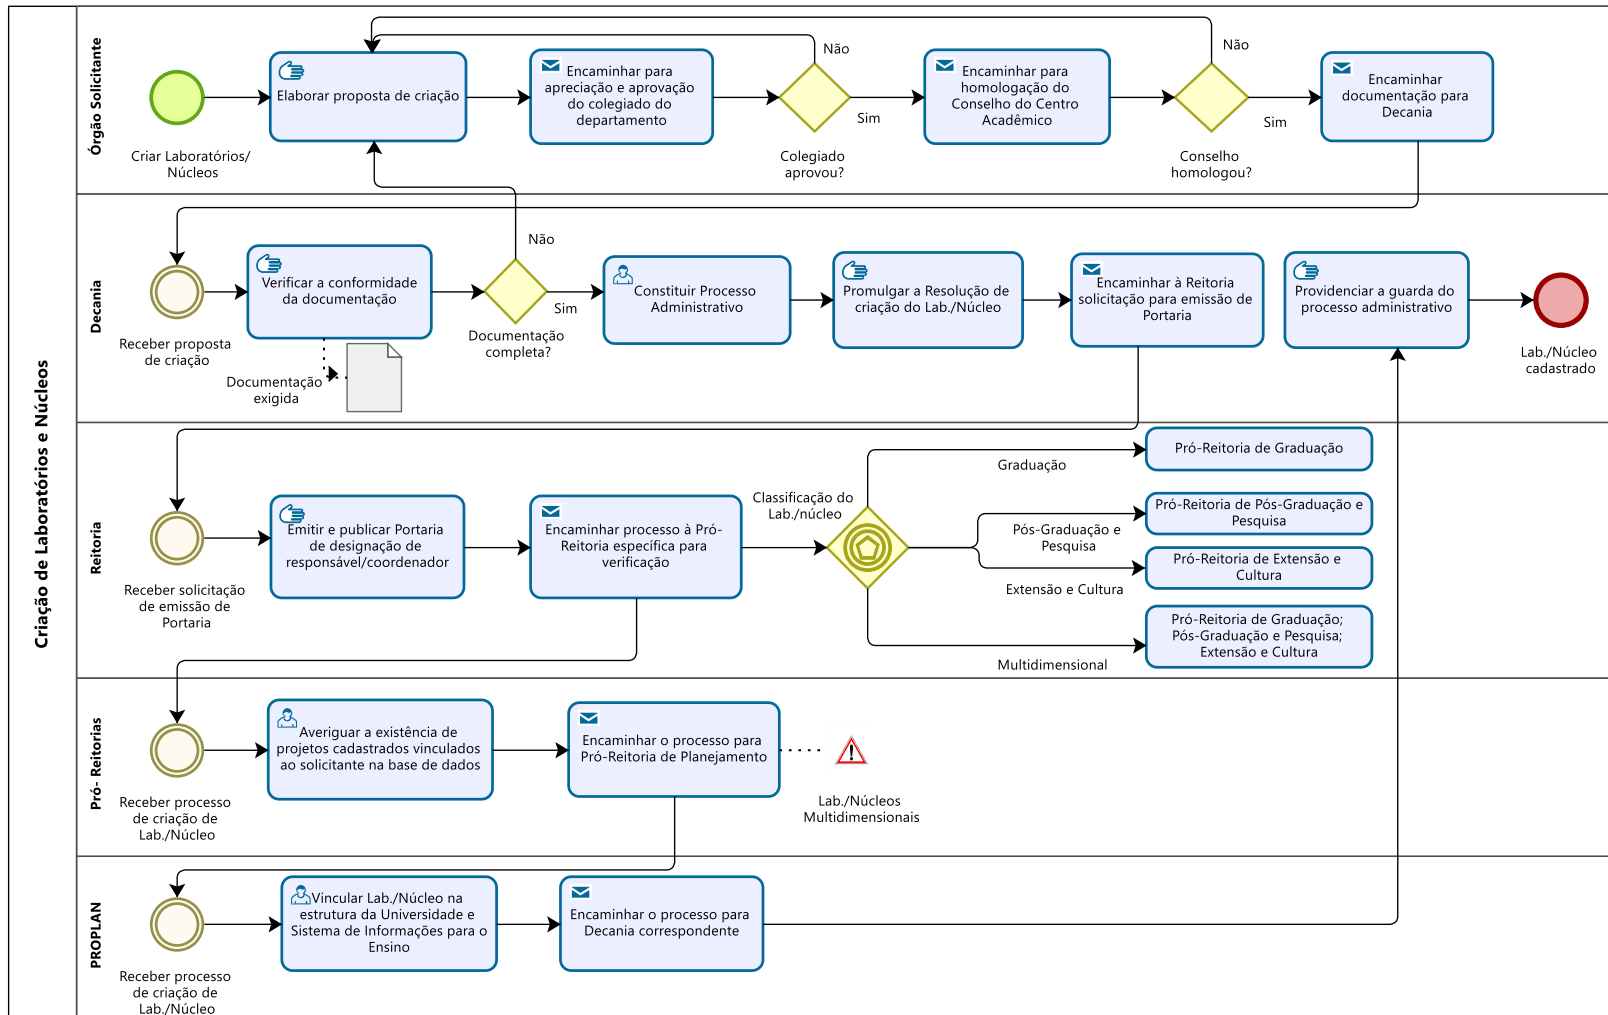 Criação de Laboratórios e Núcleos
Órgão Solicitante
Criar Laboratórios/
Núcleos
Elaborar proposta de criação
Encaminhar para
apreciação e aprovação
do colegiado do
departamento
Não
Sim
Colegiado
aprovou?
Encaminhar para
homologação do
Conselho do Centro
Acadêmico
Não
Sim
Conselho
homologou?
Encaminhar
documentação para
Decania
Decania
Receber proposta
de criação
Verificar a conformidade
da documentação
Documentação
exigida
Não
Sim
Documentação
completa?
Constituir Processo
Administrativo
Promulgar a Resolução de
criação do Lab./Núcleo
Encaminhar à Reitoria
solicitação para emissão de
Portaria
Providenciar a guarda do
processo administrativo
Lab./Núcleo
cadastrado
Reitoria
Receber solicitação
de emissão de
Portaria
Emitir e publicar Portaria
de designação de
responsável/coordenador
Encaminhar processo à Pró-
Reitoria específica para
verificação
Classificação do
Lab./núcleo
Graduação
Pós-Graduação e
Pesquisa
Extensão e Cultura
Multidimensional
Pró-Reitoria de Graduação
Pró-Reitoria de Pós-Graduação e
Pesquisa
Pró-Reitoria de Extensão e
Cultura
Pró-Reitoria de Graduação;
Pós-Graduação e Pesquisa;
Extensão e Cultura
Pró- Reitorias
Receber processo
de criação de
Lab./Núcleo
Averiguar a existência de
projetos cadastrados vinculados
ao solicitante na base de dados
Encaminhar o processo para
Pró-Reitoria de Planejamento
Lab./Núcleos
Multidimensionais
PROPLAN
Receber processo
de criação de
Lab./Núcleo
Vincular Lab./Núcleo na
estrutura da Universidade e
Sistema de Informações para o
Ensino
Encaminhar o processo para
Decania correspondente